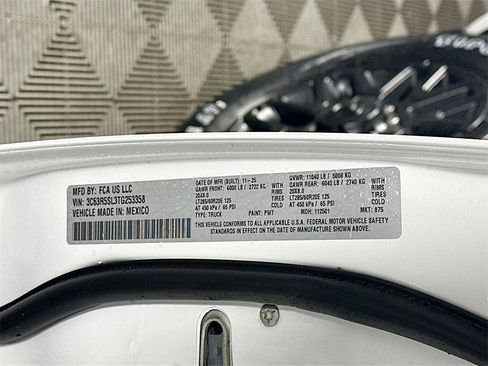 MFD BY: FCA US LLC
VIN: 3C63R5SL3TG253358
VEHICLE MADE IN: MEXICO
DATE OF MFR (BUILT): 11-25
GAWR FRONT: 6000 LB / 2722 KG
20X8.0 RIMS
LT285/60R20E 125 TIRES
AT 450 kPa / 65 PSI COLD
TYPE: TRUCK PAINT: PW7
GVWR: 11040 LB / 5008 KG
GAWR REAR: 6040 LB / 2740 KG
20X8.0 RIMS
LT285/60R20E 125 TIRES
AT 450 kPa / 65 PSI COLD
MDH: 112501 MKT: 875
THIS VEHICLE CONFORMS TO ALL APPLICABLE U.S.A. FEDERAL MOTOR VEHICLE SAFETY
STANDARDS IN EFFECT ON THE DATE OF MANUFACTURE SHOWN ABOVE.